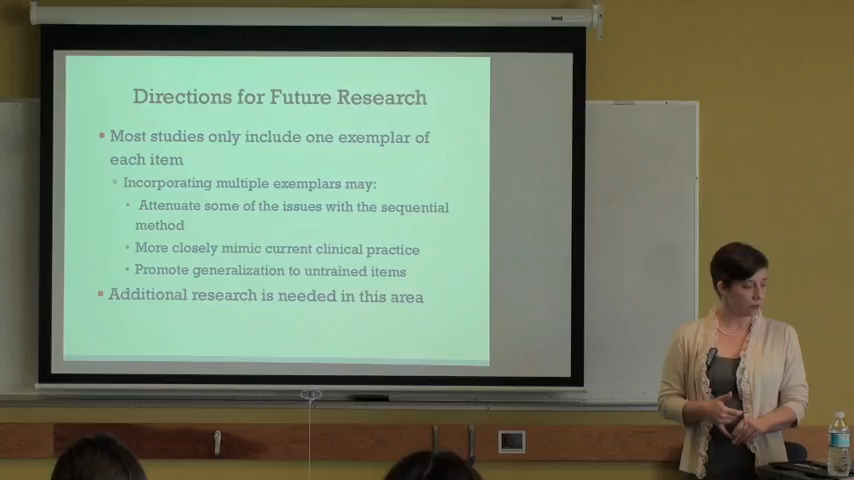 Directions for Future Research
Most studies only include one exemplar of
each item
Incorporating multiple exemplars may:
Attenuate some of the issues with the sequential
method
More closely mimic current clinical practice
Promote generalization to untrained items
Additional research is needed in this area